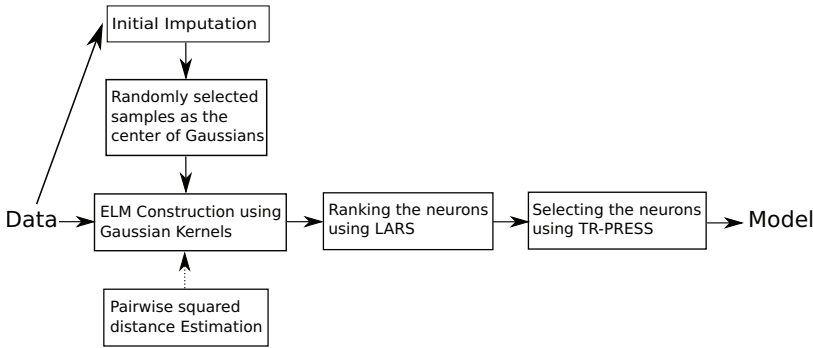 Initial Imputation
Randomly selected
samples as the
center of Gaussians
Data
ELM Construction using
Gaussian Kernels
Ranking the neurons
using LARS
Selecting the neurons
using TR-PRESS
Model
Pairwise squared
distance Estimation